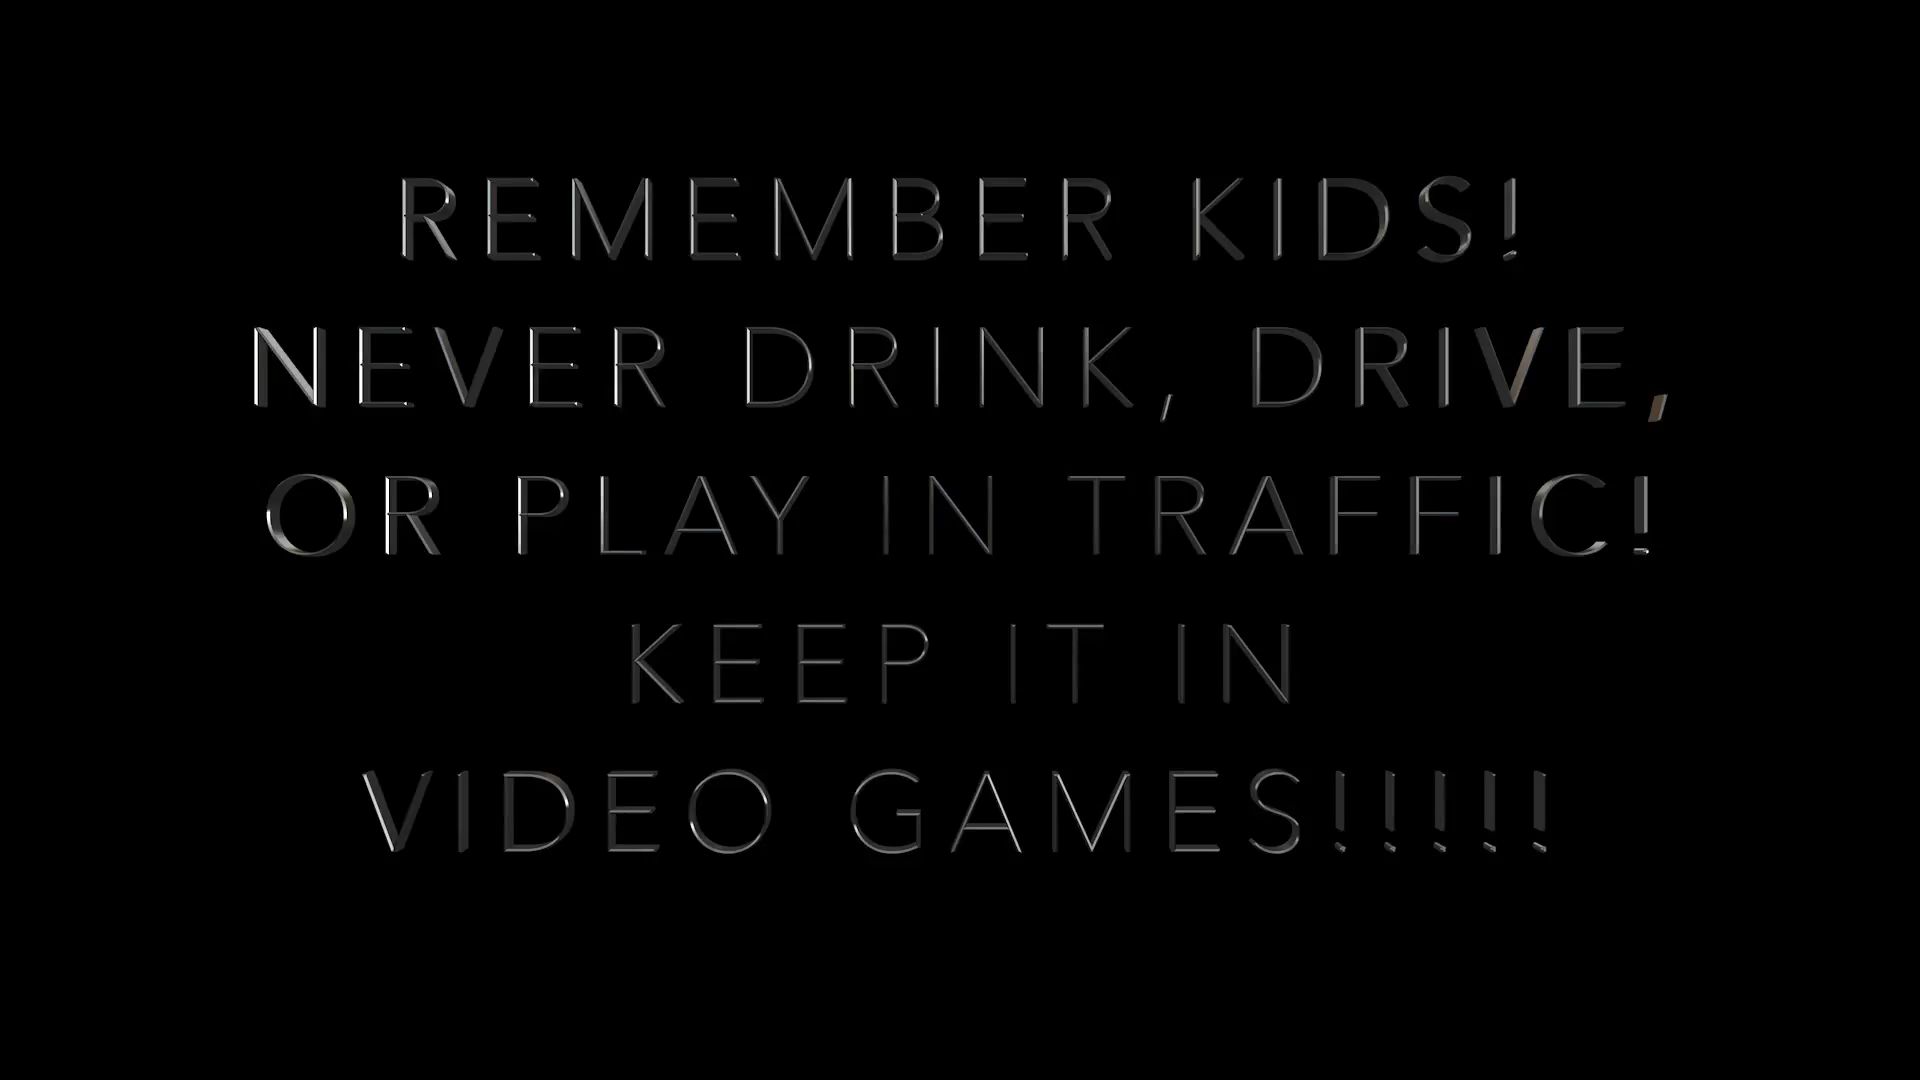 REMEMBER KIDS!
NEVER DRINK, DRIVE,
OR PLAY IN TRAFFIC!
KEEP IT IN
VIDEO GAMES!!!!!